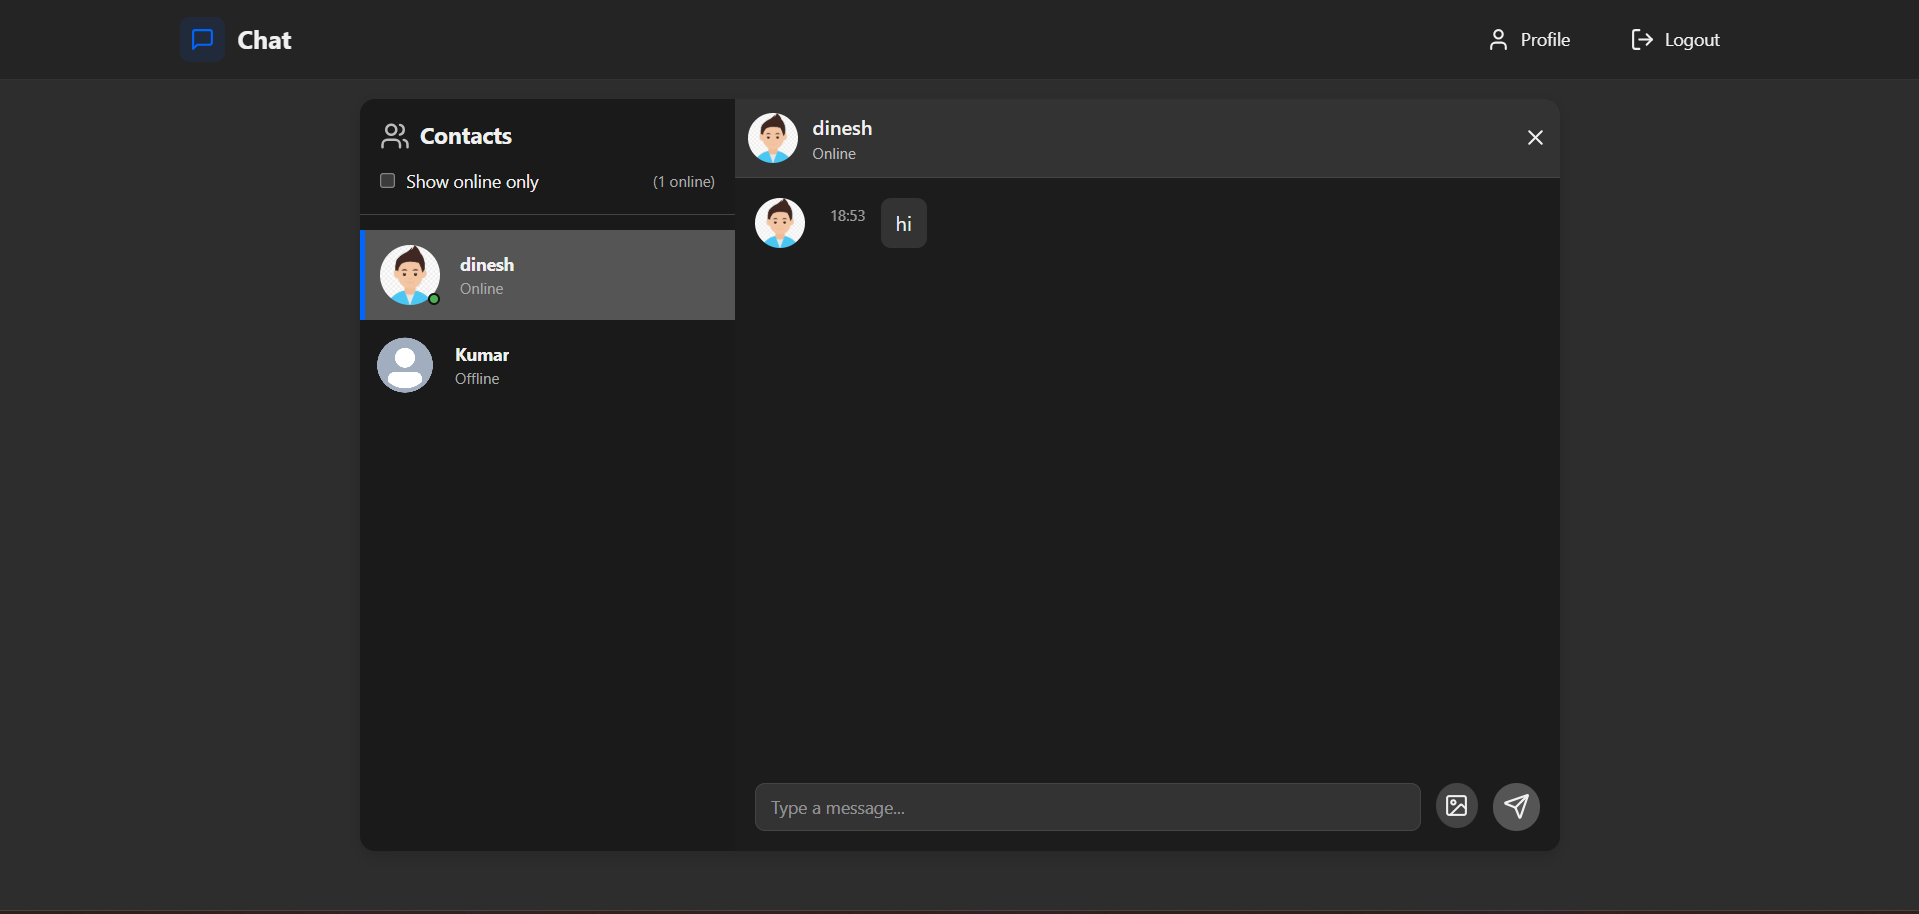 Chat
Profile
Logout
Contacts
Show online only
(1 online)
dinesh
Online
Kumar
Offline
dinesh
Online
18:53
hi
Type a message...